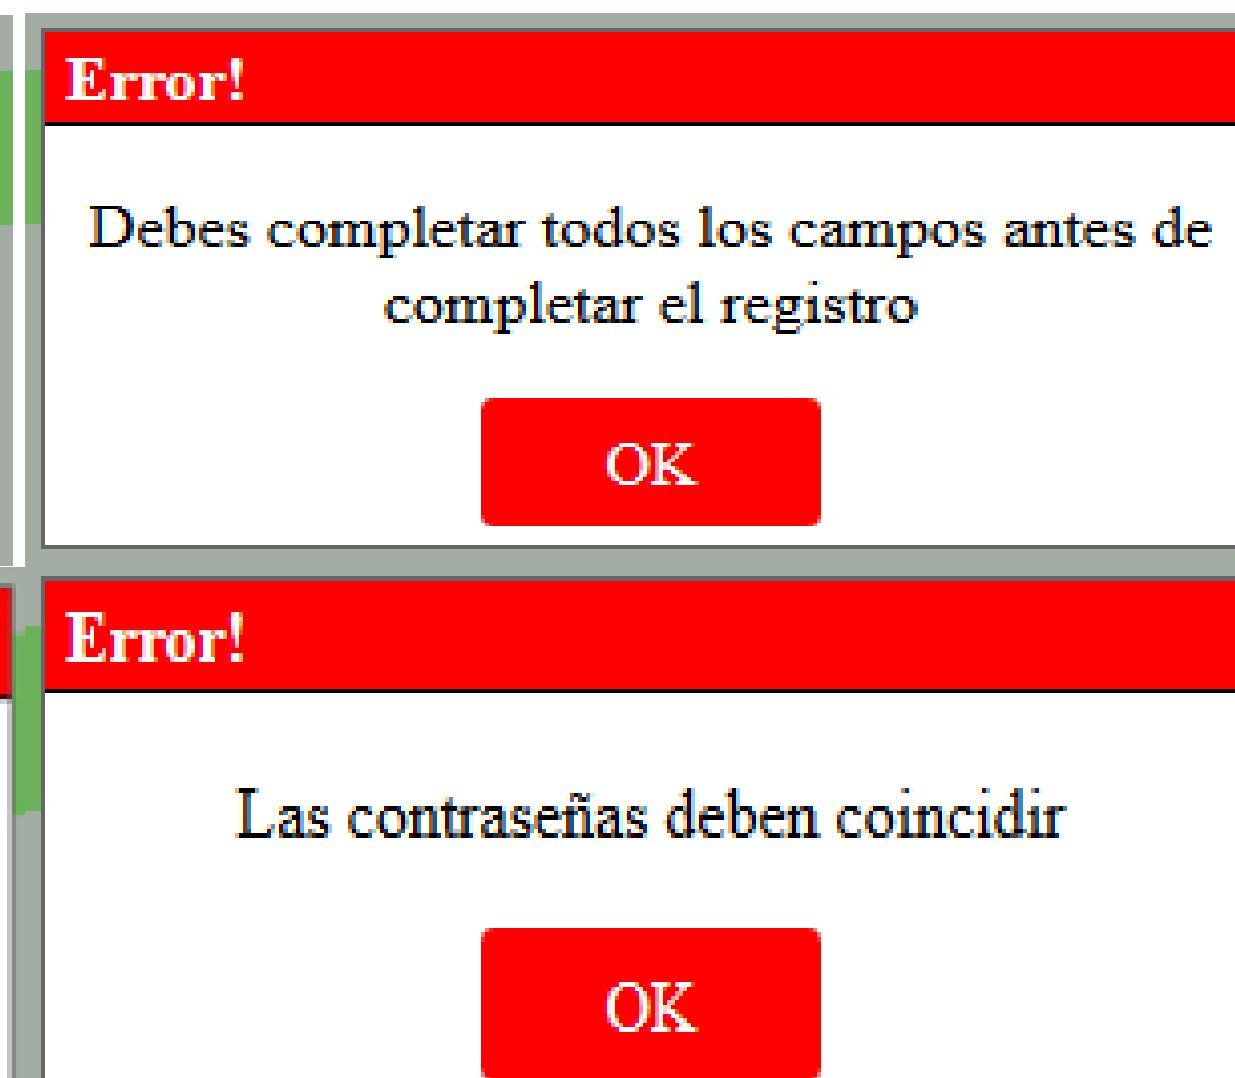 Error!
Debes completar todos los campos antes de
completar el registro
OK
Error!
Las contraseñas deben coincidir
OK